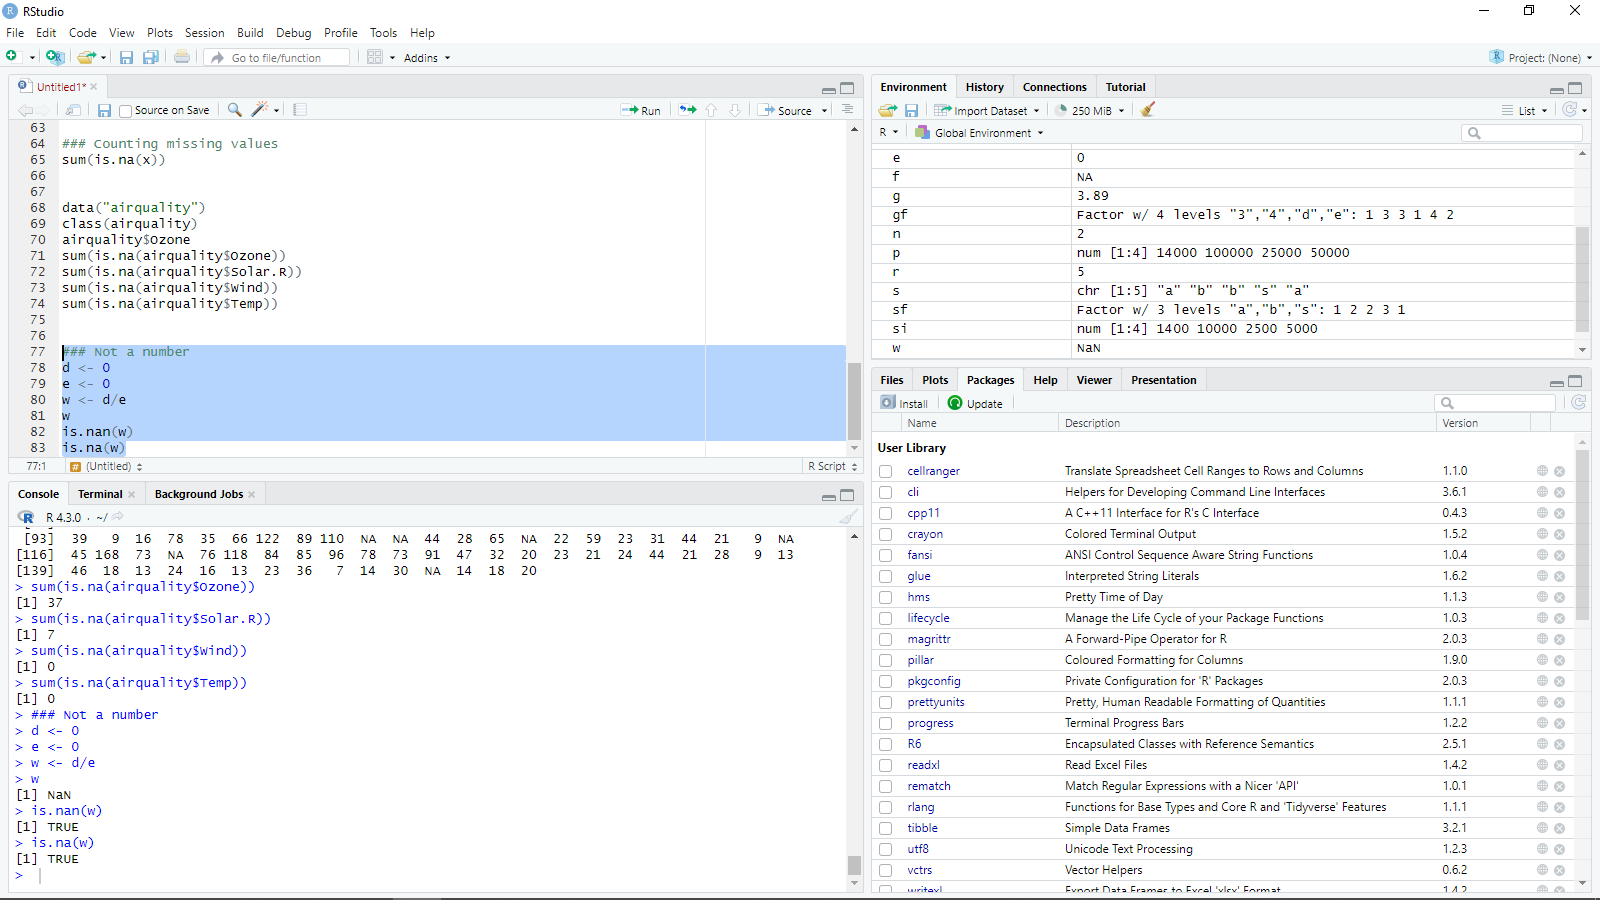 RStudio
File Edit Code View Plots Session Build Debug Profile Tools Help
Go to file/function Addins Project: (None)
Untitled1*
Source on Save Run Source
63
64 ### Counting missing values
65 sum(is.na(x))
66
67
68 data("airquality")
69 class(airquality)
70 airquality$Ozone
71 sum(is.na(airquality$Ozone))
72 sum(is.na(airquality$Solar.R))
73 sum(is.na(airquality$Wind))
74 sum(is.na(airquality$Temp))
75
76
77 ### Not a number
78 d <- 0
79 e <- 0
80 w <- d/e
81 w
82 is.nan(w)
83 is.na(w)
77:1 (Untitled) R Script
Console Terminal Background Jobs
R 4.3.0 · ~/
[93] 39 9 16 78 35 66 122 89 110 NA NA 44 28 65 NA 22 59 23 31 44 21 9 NA
[116] 45 168 73 NA 76 118 84 85 96 78 73 91 47 32 20 23 21 24 44 21 28 9 13
[139] 46 18 13 24 16 13 23 36 7 14 30 NA 14 18 20
> sum(is.na(airquality$Ozone))
[1] 37
> sum(is.na(airquality$Solar.R))
[1] 7
> sum(is.na(airquality$Wind))
[1] 0
> sum(is.na(airquality$Temp))
[1] 0
> ### Not a number
> d <- 0
> e <- 0
> w <- d/e
> w
[1] NaN
> is.nan(w)
[1] TRUE
> is.na(w)
[1] TRUE
>
Environment History Connections Tutorial
Import Dataset 250 MiB List
R Global Environment
e 0
f NA
g 3.89
gf Factor w/ 4 levels "3","4","d","e": 1 3 3 1 4 2
n 2
p num [1:4] 14000 100000 25000 50000
r 5
s chr [1:5] "a" "b" "b" "s" "a"
sf Factor w/ 3 levels "a","b","s": 1 2 2 3 1
si num [1:4] 1400 10000 2500 5000
w NaN
Files Plots Packages Help Viewer Presentation
Install Update
Name Description Version
User Library
cellranger Translate Spreadsheet Cell Ranges to Rows and Columns 1.1.0
cli Helpers for Developing Command Line Interfaces 3.6.1
cpp11 A C++11 Interface for R's C Interface 0.4.3
crayon Colored Terminal Output 1.5.2
fansi ANSI Control Sequence Aware String Functions 1.0.4
glue Interpreted String Literals 1.6.2
hms Pretty Time of Day 1.1.3
lifecycle Manage the Life Cycle of your Package Functions 1.0.3
magrittr A Forward-Pipe Operator for R 2.0.3
pillar Coloured Formatting for Columns 1.9.0
pkgconfig Private Configuration for 'R' Packages 2.0.3
prettyunits Pretty, Human Readable Formatting of Quantities 1.1.1
progress Terminal Progress Bars 1.2.2
R6 Encapsulated Classes with Reference Semantics 2.5.1
readxl Read Excel Files 1.4.2
rematch Match Regular Expressions with a Nicer 'API' 1.0.1
rlang Functions for Base Types and Core R and 'Tidyverse' Features 1.1.1
tibble Simple Data Frames 3.2.1
utf8 Unicode Text Processing 1.2.3
vctrs Vector Helpers 0.6.2
writexl Export Data Frames to Excel 'xlsx' Format 1.4.2